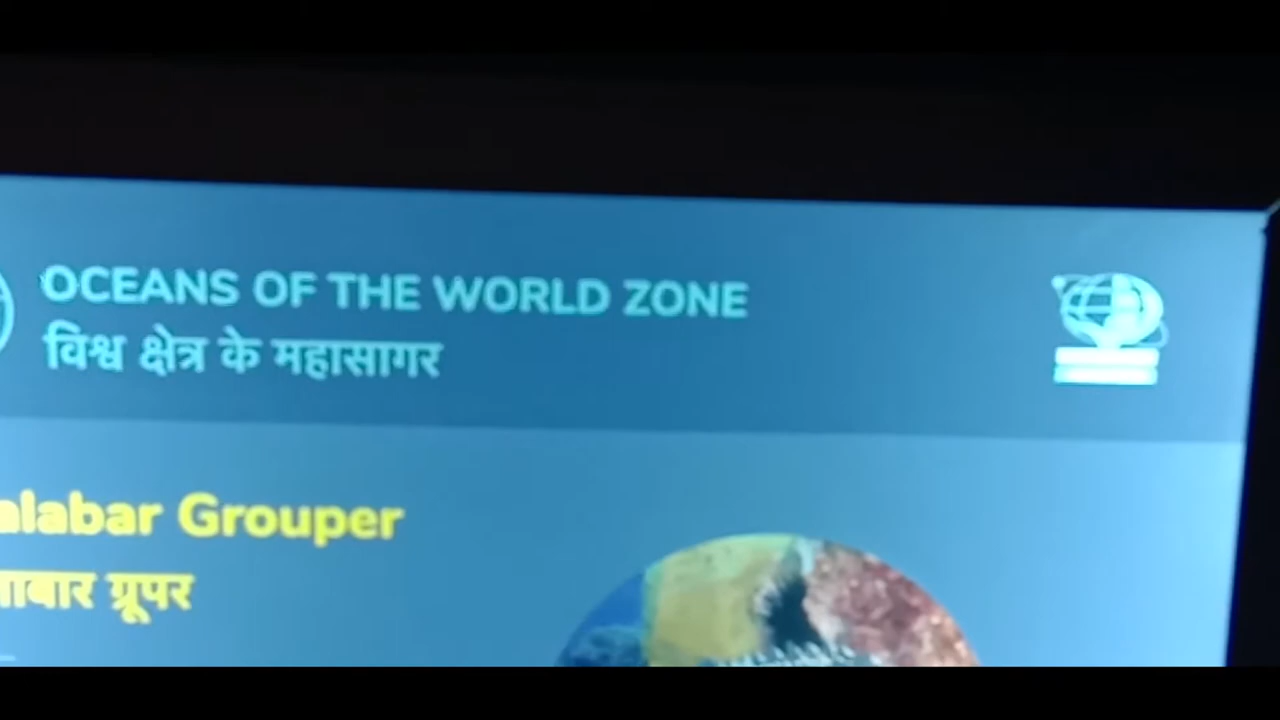 OCEANS OF THE WORLD ZONE
विश्व क्षेत्र के महासागर
alabar Grouper
ाबार ग्रूपर